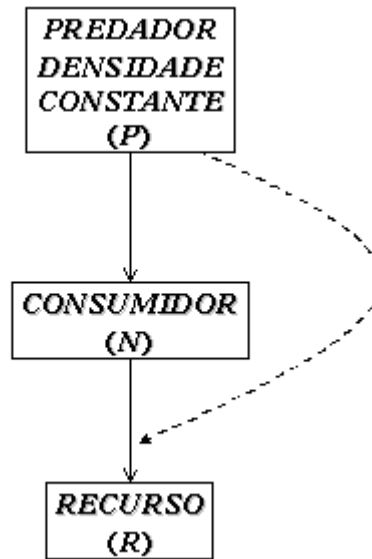 PREDADOR
DENSIDADE
CONSTANTE
(P)
CONSUMIDOR
(N)
RECURSO
(R)